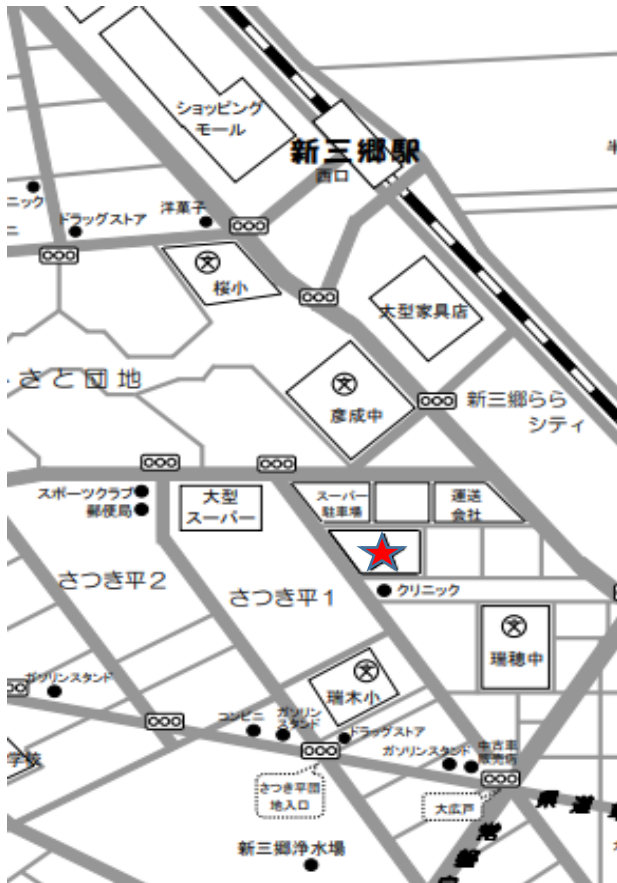 ショッピング
モール
新三郷駅
西口
ニック
ドラッグストア
洋菓子
桜小
大型家具店
さと団地
彦成中
新三郷らら
シティ
スポーツクラブ
郵便局
大型
スーパー
スーパー
駐車場
運送
会社
さつき平2
さつき平1
クリニック
瑞穂中
ガソリンスタンド
瑞木小
コンビニ
ガソリン
スタンド
ドラッグストア
ガソリンスタンド
中古車
販売店
学校
さつき平団
地入口
大広戸
県道
新三郷浄水場